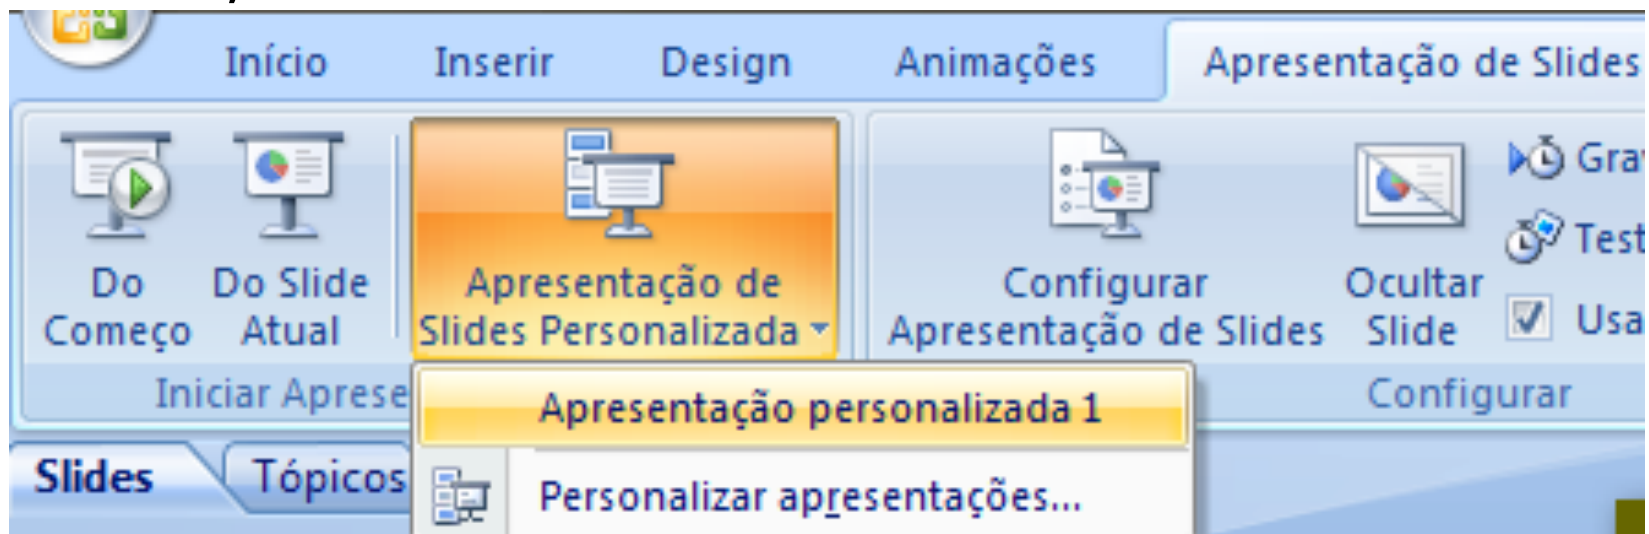 Início Inserir Design Animações Apresentação de Slides
Do Começo
Do Slide Atual
Apresentação de
Slides Personalizada
Configurar
Apresentação de Slides
Ocultar
Slide
Usa
Iniciar
Configurar
Apresentação personalizada 1
Slides Tópicos
Personalizar apresentações...